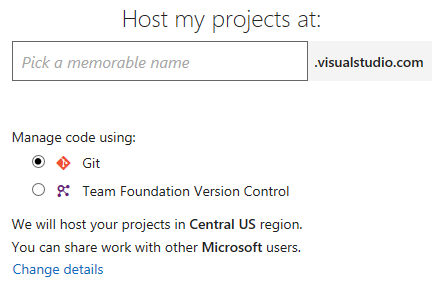 Host my projects at:
Pick a memorable name
.visualstudio.com
Manage code using:
Git
Team Foundation Version Control
We will host your projects in Central US region.
You can share work with other Microsoft users.
Change details